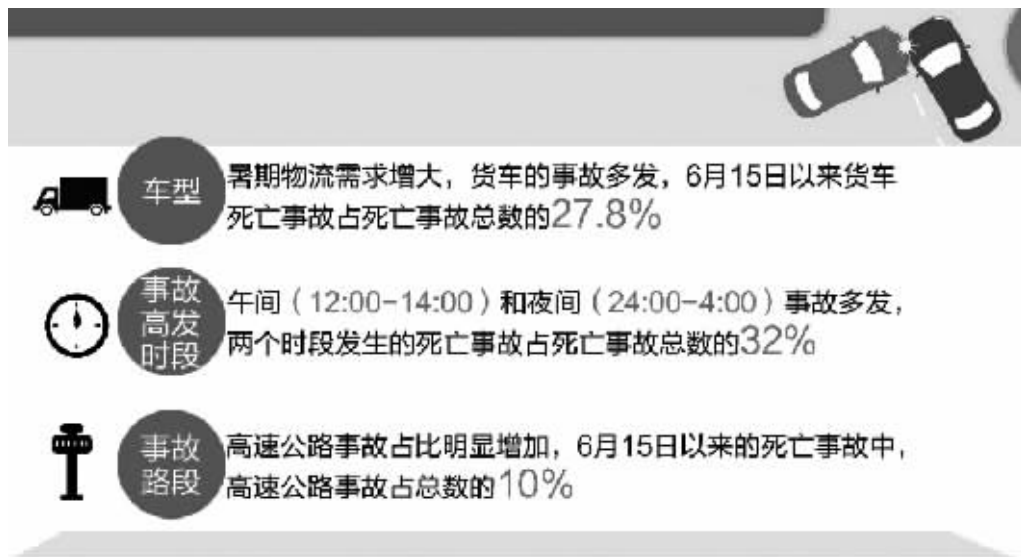 车型
暑期物流需求增大，货车的事故多发，6月15日以来货车
死亡事故占死亡事故总数的27.8%
事故
高发
时段
午间（12:00-14:00）和夜间（24:00-4:00）事故多发，
两个时段发生的死亡事故占死亡事故总数的32%
事故
路段
高速公路事故占比明显增加，6月15日以来的死亡事故中，
高速公路事故占总数的10%